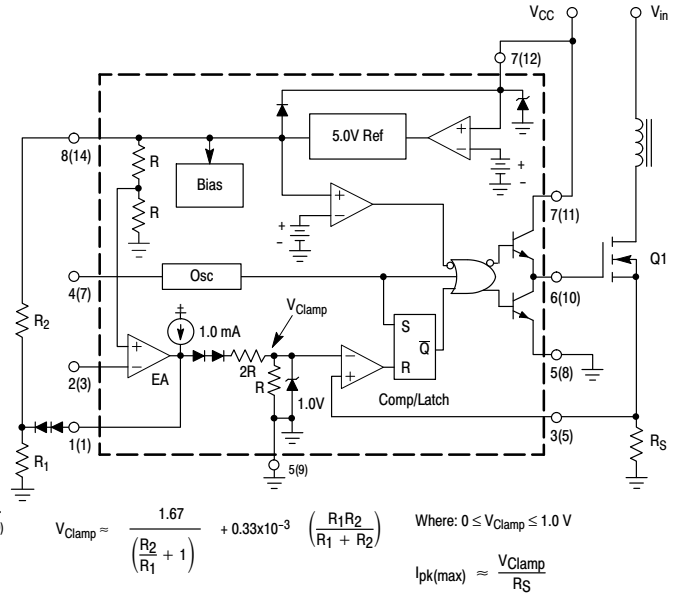 VCC
Vin
7(12)
5.0V Ref
+
−
+
-
8(14)
R
Bias
R
+
−
+
-
7(11)
Q1
4(7)
Osc
6(10)
R2
VClamp
1.0 mA
S
Q̅
R
+
−
EA
2R
R
1.0V
−
+
5(8)
2(3)
Comp/Latch
1(1)
3(5)
R1
5(9)
RS
)
VClamp ≈ 1.67 / (R2/R1 + 1) + 0.33x10⁻³ (R1R2 / (R1 + R2)) Where: 0 ≤ VClamp ≤ 1.0 V
Ipk(max) ≈ VClamp / RS